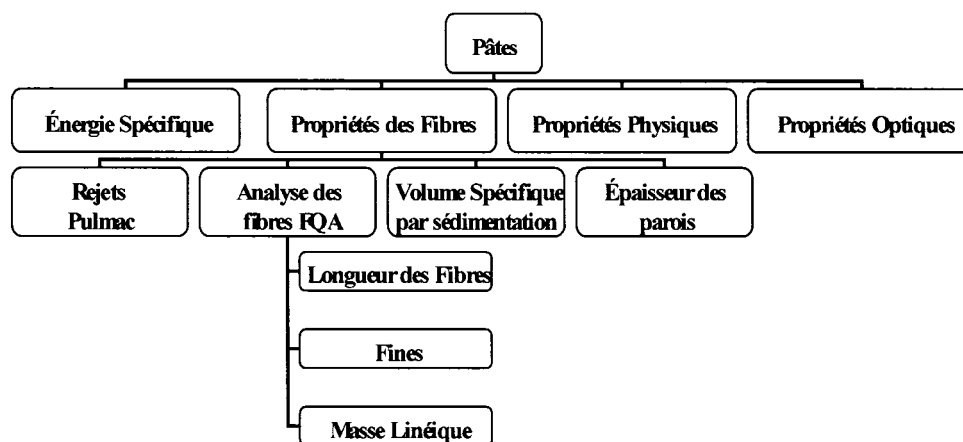 Pâtes
Énergie Spécifique
Propriétés des Fibres
Propriétés Physiques
Propriétés Optiques
Rejets
Pulmac
Analyse des
fibres FQA
Volume Spécifique
par sédimentation
Épaisseur des
parois
Longueur des Fibres
Fines
Masse Linéique